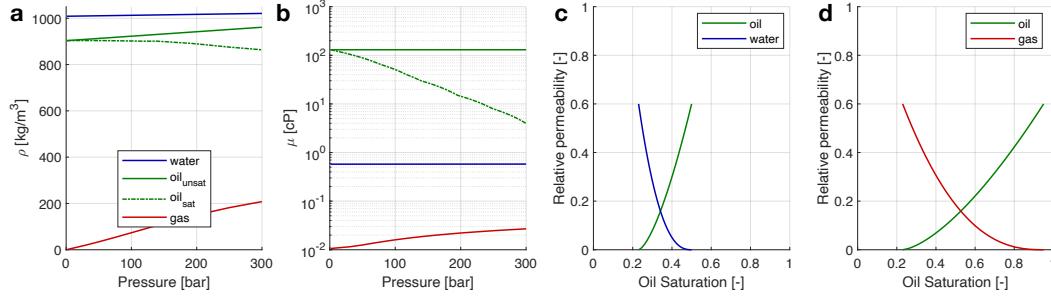 a
1000
800
600
400
200
0
ρ [kg/m³]
water
oil_unsat
oil_sat
gas
0 100 200 300
Pressure [bar]
b
10³
10²
10¹
10⁰
10⁻¹
10⁻²
μ [cP]
0 100 200 300
Pressure [bar]
c
1
0.8
0.6
0.4
0.2
0
Relative permeability [-]
oil
water
0 0.2 0.4 0.6 0.8 1
Oil Saturation [-]
d
1
0.8
0.6
0.4
0.2
0
Relative permeability [-]
oil
gas
0 0.2 0.4 0.6 0.8 1
Oil Saturation [-]